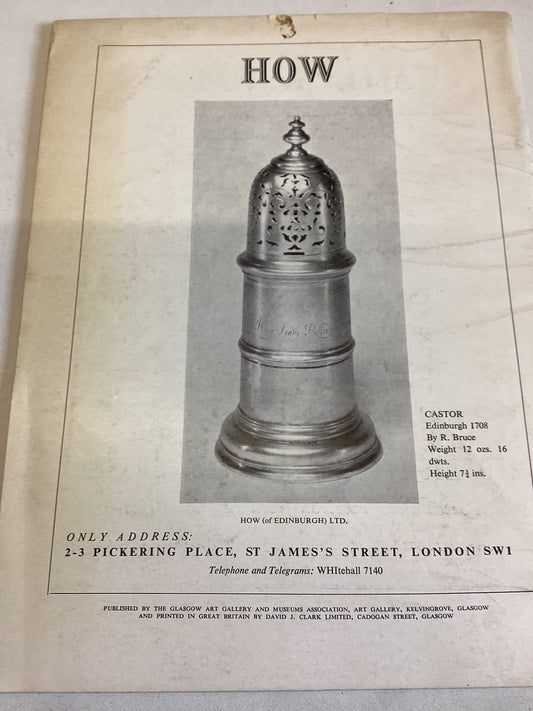 HOW
CASTOR
Edinburgh 1708
By R. Bruce
Weight 12 ozs. 16
dwts.
Height 7¾ ins.
HOW (of EDINBURGH) LTD.
ONLY ADDRESS:
2-3 PICKERING PLACE, ST JAMES'S STREET, LONDON SW1
Telephone and Telegrams: WHItehall 7140
PUBLISHED BY THE GLASGOW ART GALLERY AND MUSEUMS ASSOCIATION, ART GALLERY, KELVINGROVE, GLASGOW
AND PRINTED IN GREAT BRITAIN BY DAVID J. CLARK LIMITED, CADOGAN STREET, GLASGOW